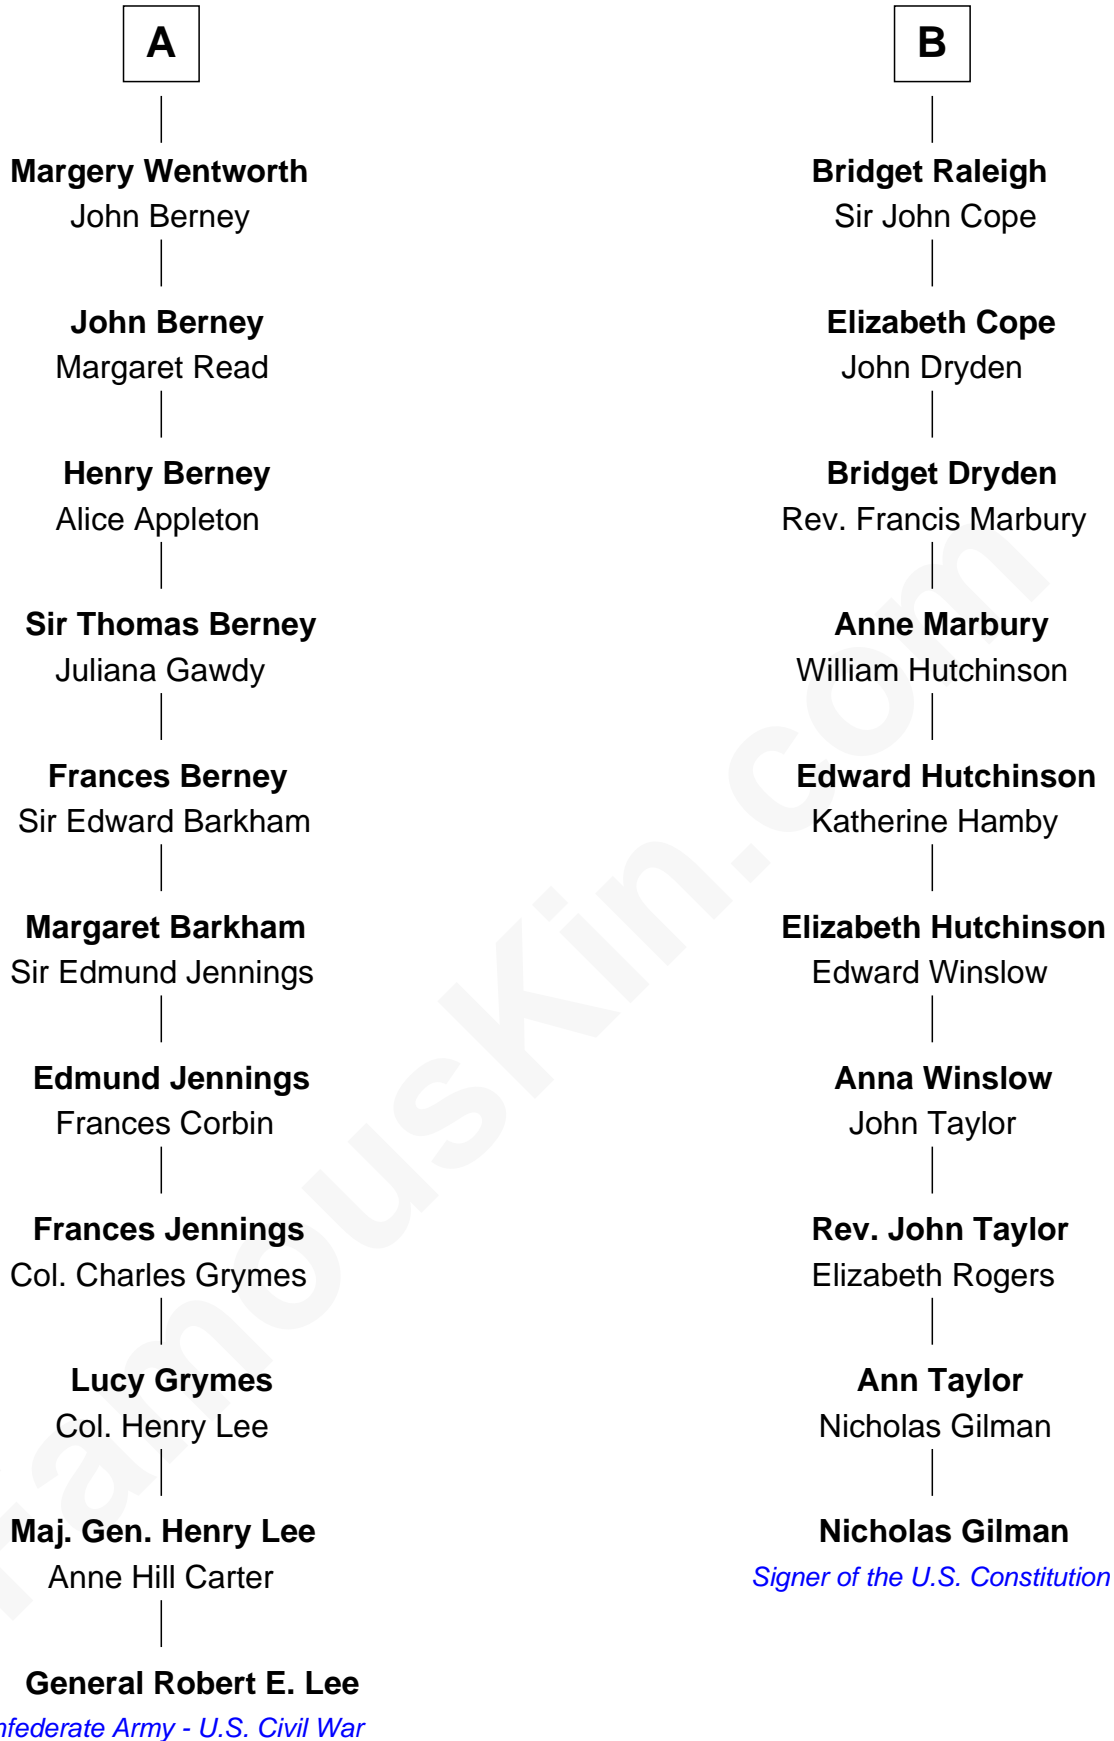 A
Margery Wentworth
John Berney
John Berney
Margaret Read
Henry Berney
Alice Appleton
Sir Thomas Berney
Juliana Gawdy
Frances Berney
Sir Edward Barkham
Margaret Barkham
Sir Edmund Jennings
Edmund Jennings
Frances Corbin
Frances Jennings
Col. Charles Grymes
Lucy Grymes
Col. Henry Lee
Maj. Gen. Henry Lee
Anne Hill Carter
General Robert E. Lee
nfederate Army - U.S. Civil War
B
Bridget Raleigh
Sir John Cope
Elizabeth Cope
John Dryden
Bridget Dryden
Rev. Francis Marbury
Anne Marbury
William Hutchinson
Edward Hutchinson
Katherine Hamby
Elizabeth Hutchinson
Edward Winslow
Anna Winslow
John Taylor
Rev. John Taylor
Elizabeth Rogers
Ann Taylor
Nicholas Gilman
Nicholas Gilman
Signer of the U.S. Constitution
FamousKin.com